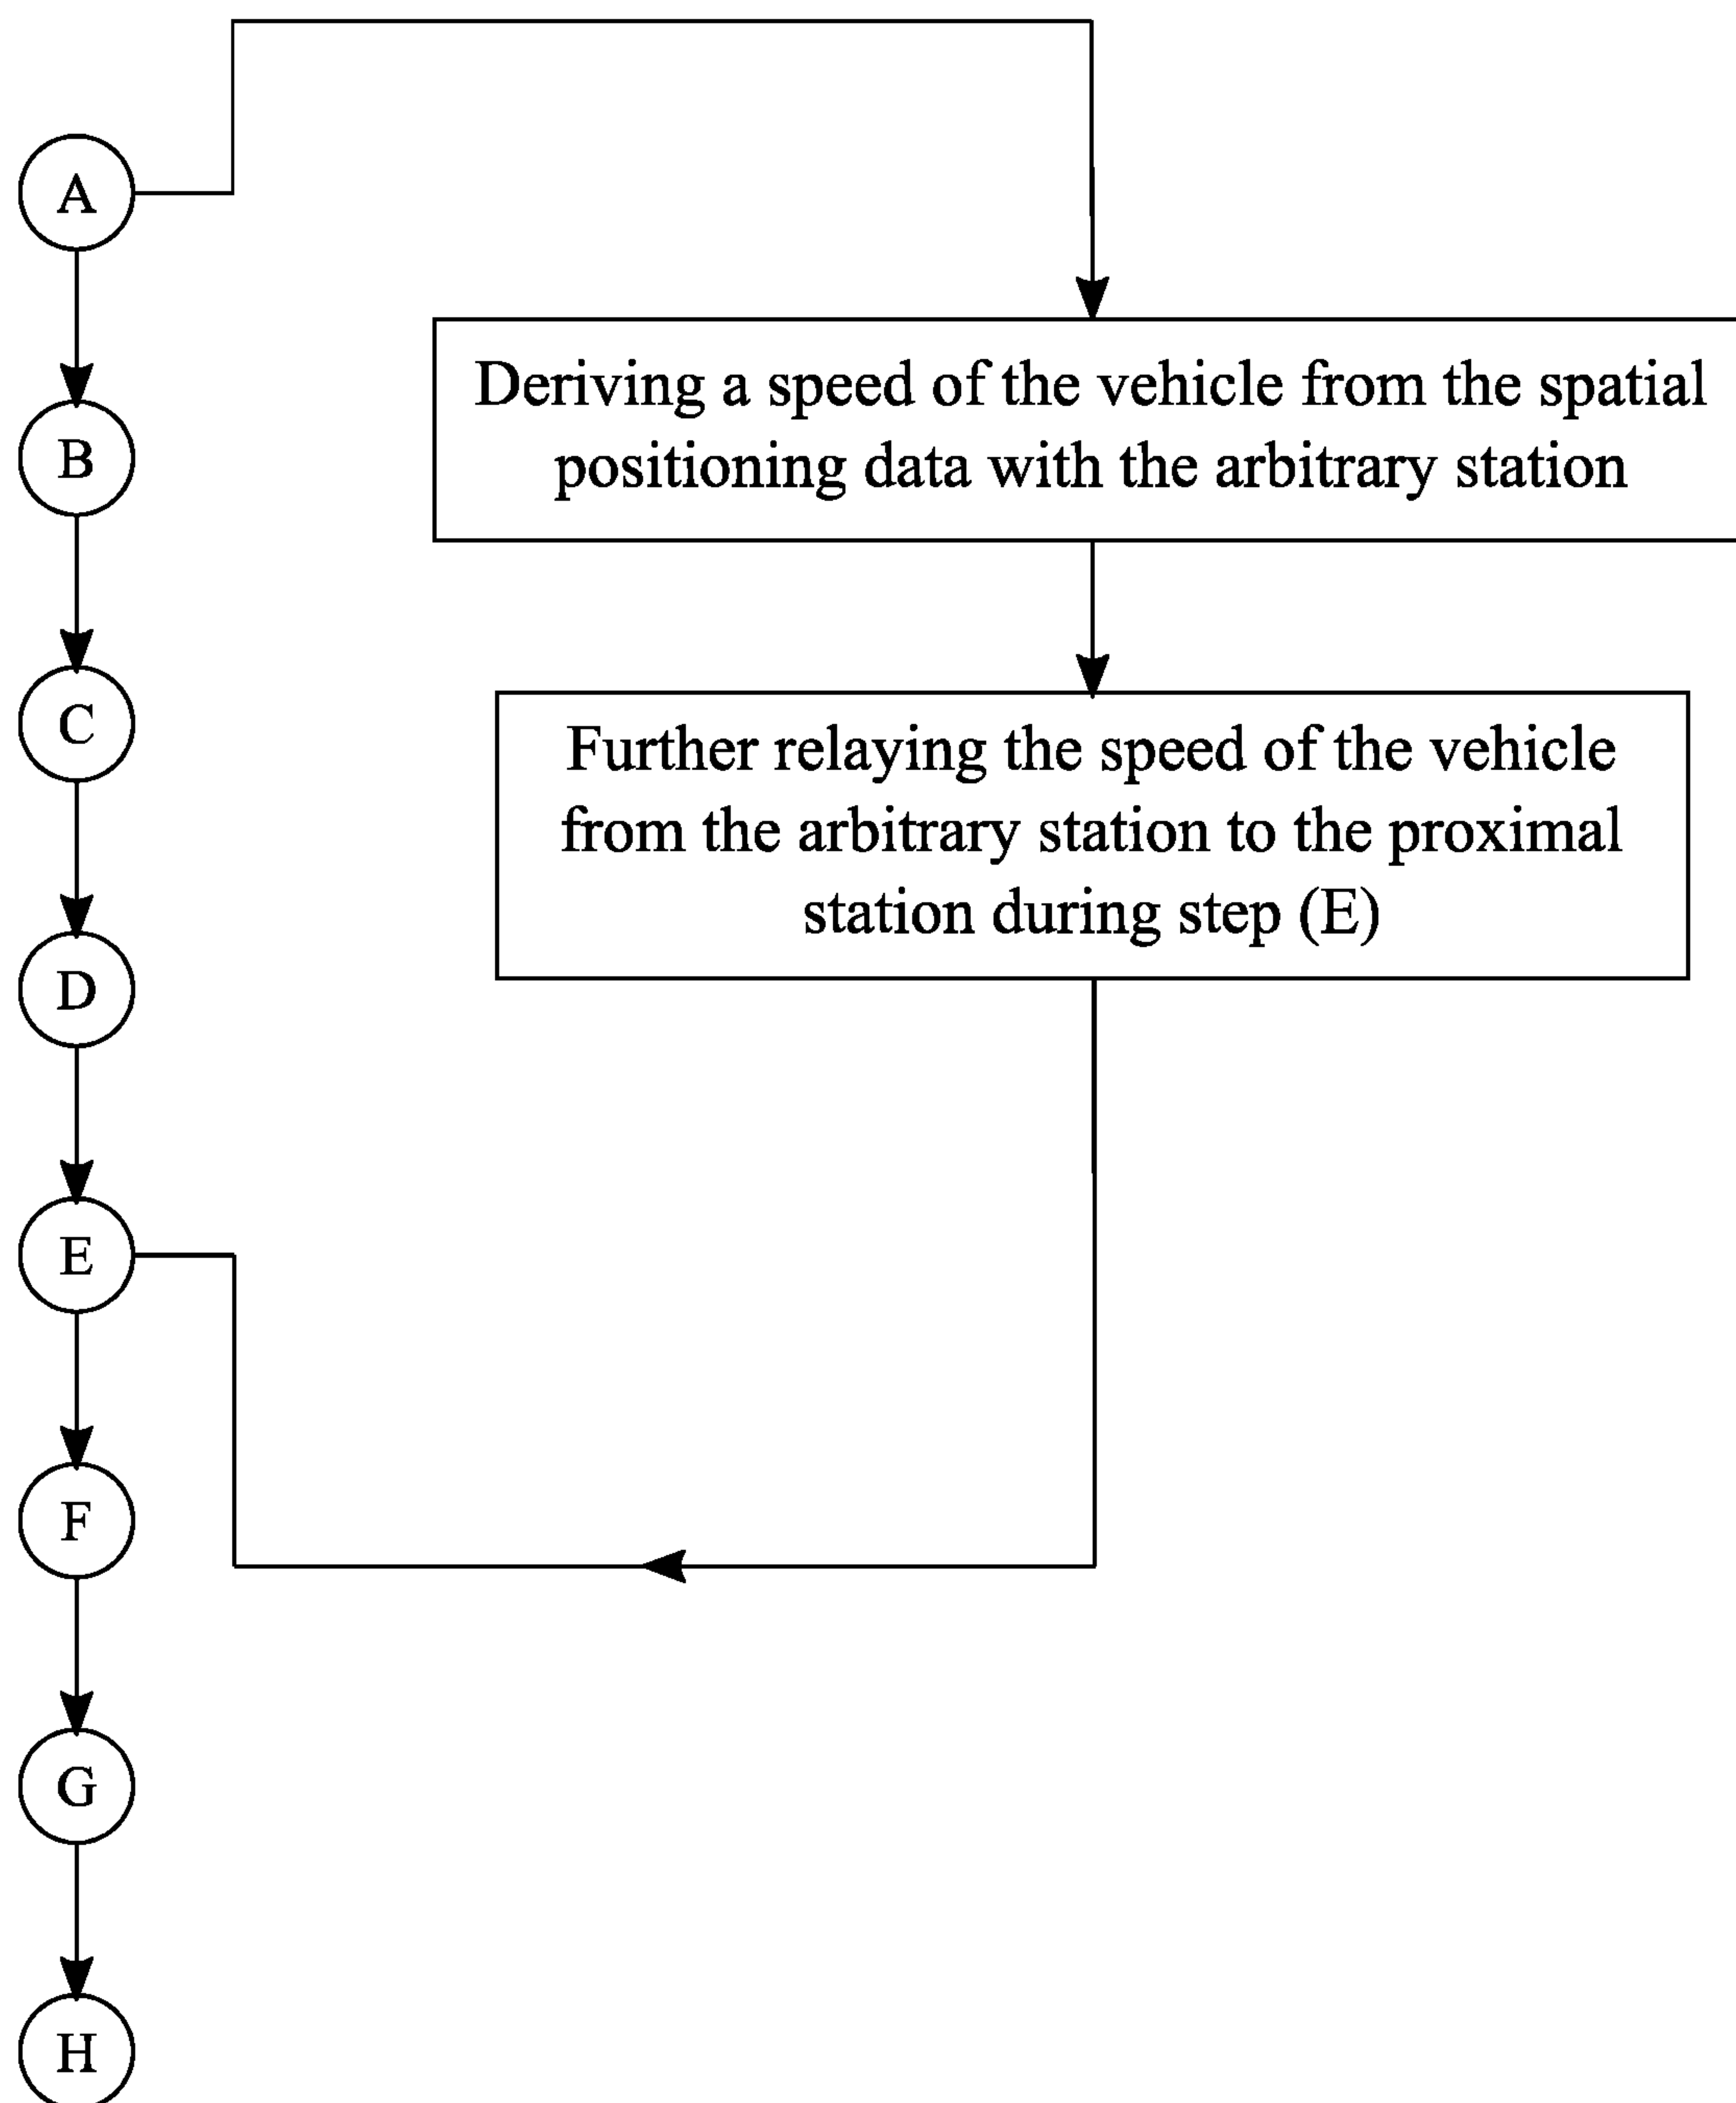 A
Deriving a speed of the vehicle from the spatial
positioning data with the arbitrary station
B
Further relaying the speed of the vehicle
from the arbitrary station to the proximal
station during step (E)
C
D
E
F
G
H